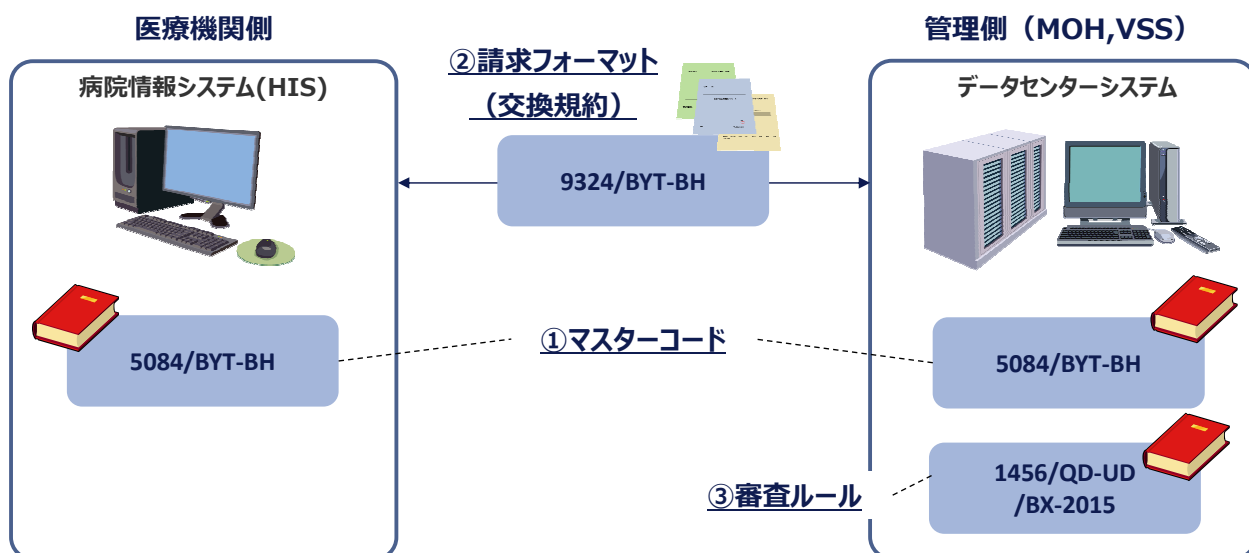 医療機関側
管理側（MOH,VSS）
②請求フォーマット
（交換規約）
病院情報システム(HIS)
データセンターシステム
9324/BYT-BH
①マスターコード
5084/BYT-BH
5084/BYT-BH
③審査ルール
1456/QD-UD
/BX-2015